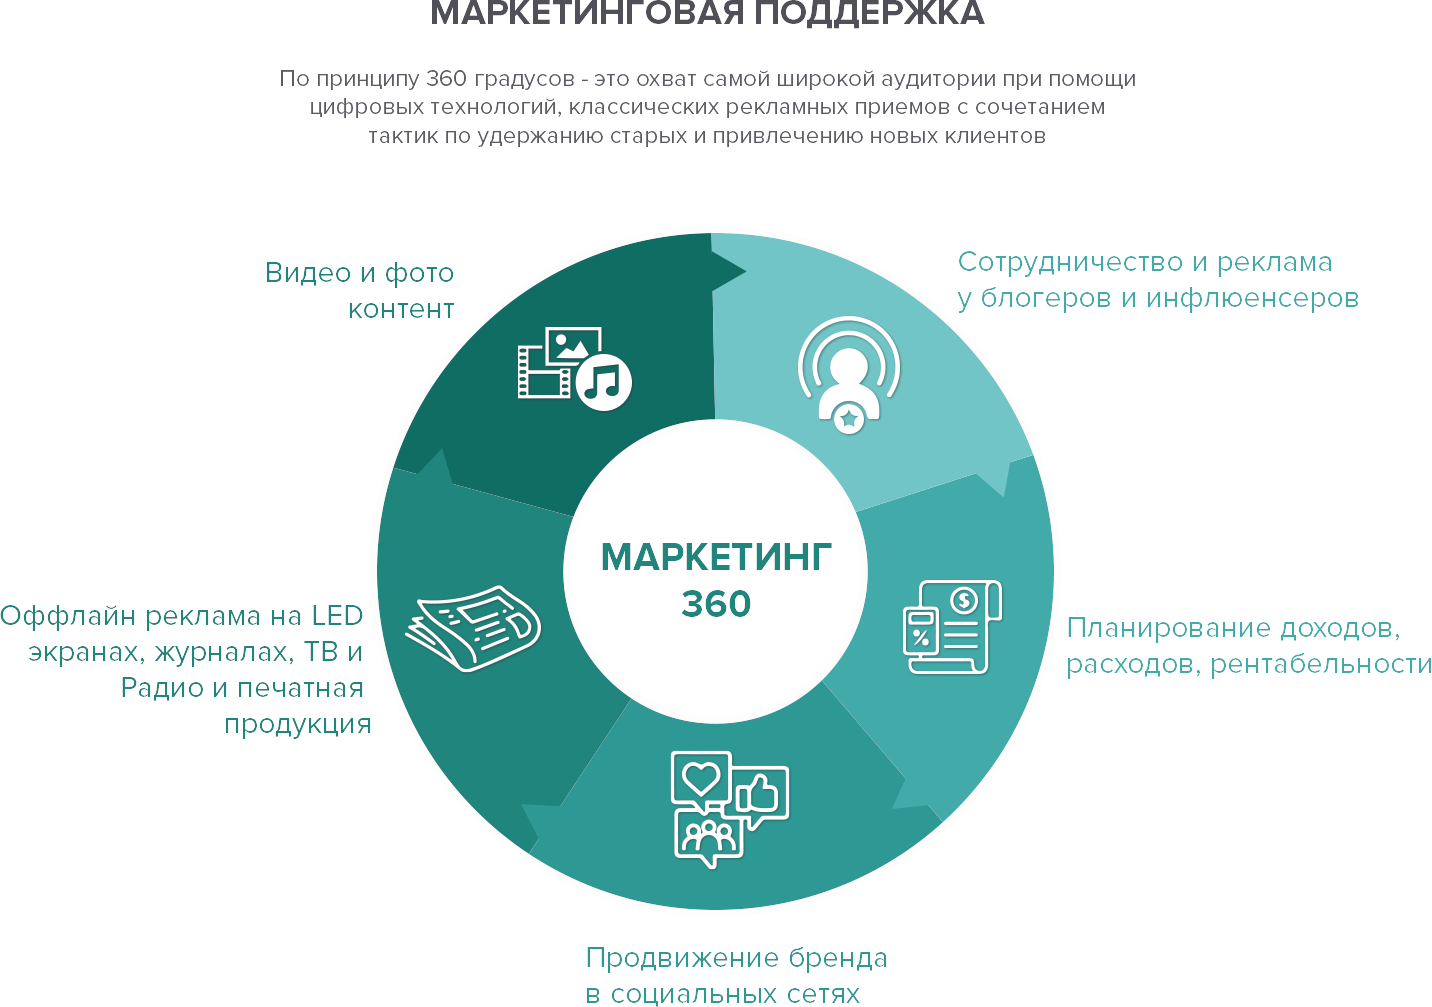 МАРКЕТИНГОВАЯ ПОДДЕРЖКА
По принципу 360 градусов - это охват самой широкой аудитории при помощи
цифровых технологий, классических рекламных приемов с сочетанием
тактик по удержанию старых и привлечению новых клиентов
Видео и фото
контент
Сотрудничество и реклама
у блогеров и инфлюенсеров
МАРКЕТИНГ
360
Оффлайн реклама на LED
экранах, журналах, ТВ и
Радио и печатная
продукция
Планирование доходов,
расходов, рентабельности
Продвижение бренда
в социальных сетях